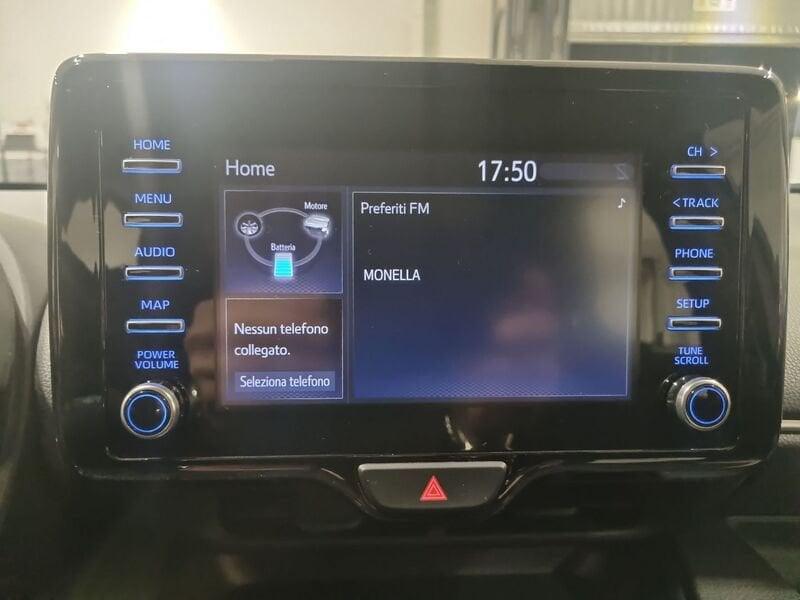 HOME
MENU
AUDIO
MAP
POWER
VOLUME
Home
17:50
Motore
Batteria
Nessun telefono
collegato.
Seleziona telefono
Preferiti FM
MONELLA
CH >
< TRACK
PHONE
SETUP
TUNE
SCROLL